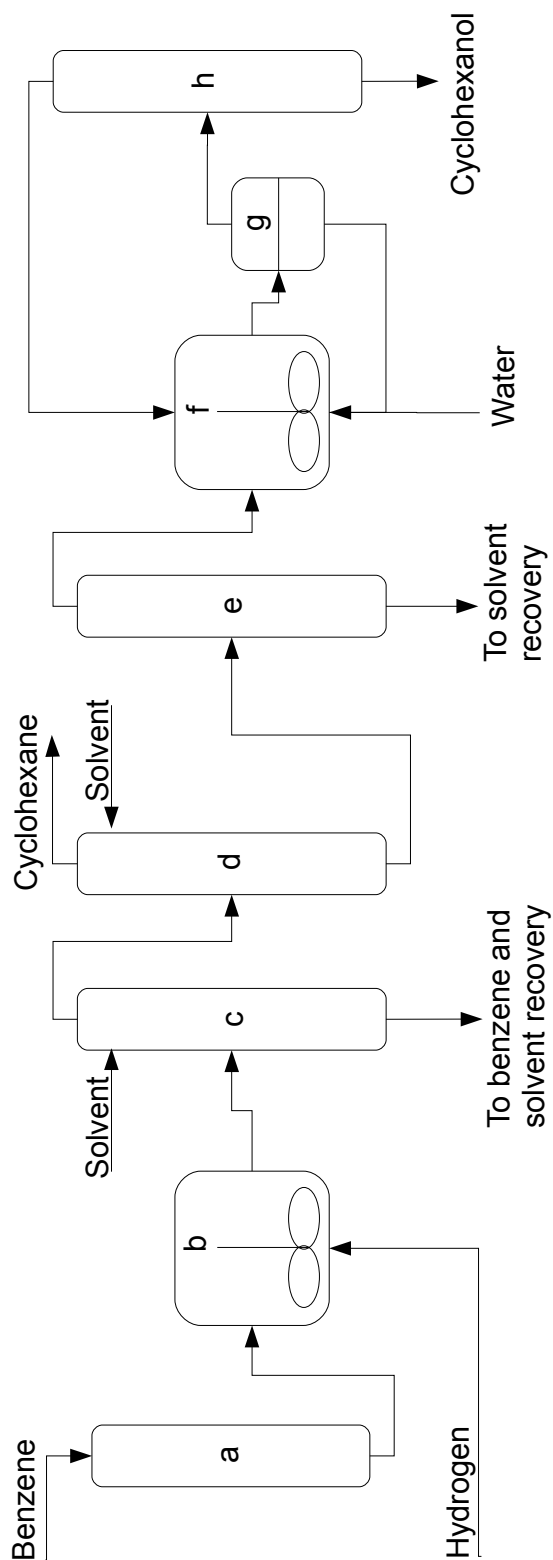 Benzene
Hydrogen
a
b
Solvent
c
To benzene and
solvent recovery
Cyclohexane
Solvent
d
e
To solvent
recovery
f
Water
g
h
Cyclohexanol